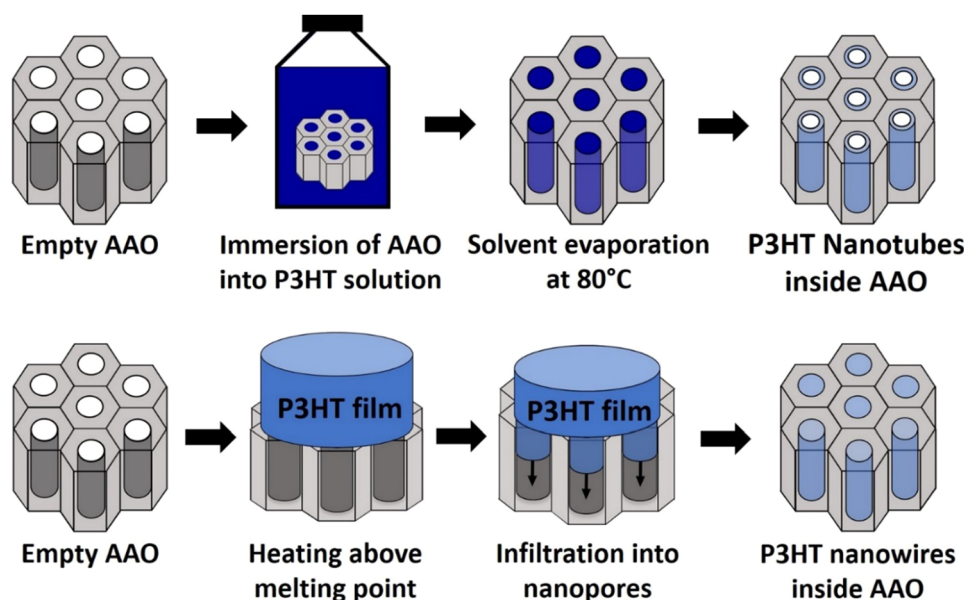 Empty AAO
Immersion of AAO
into P3HT solution
Solvent evaporation
at 80°C
P3HT Nanotubes
inside AAO
P3HT film
P3HT film
Empty AAO
Heating above
melting point
Infiltration into
nanopores
P3HT nanowires
inside AAO